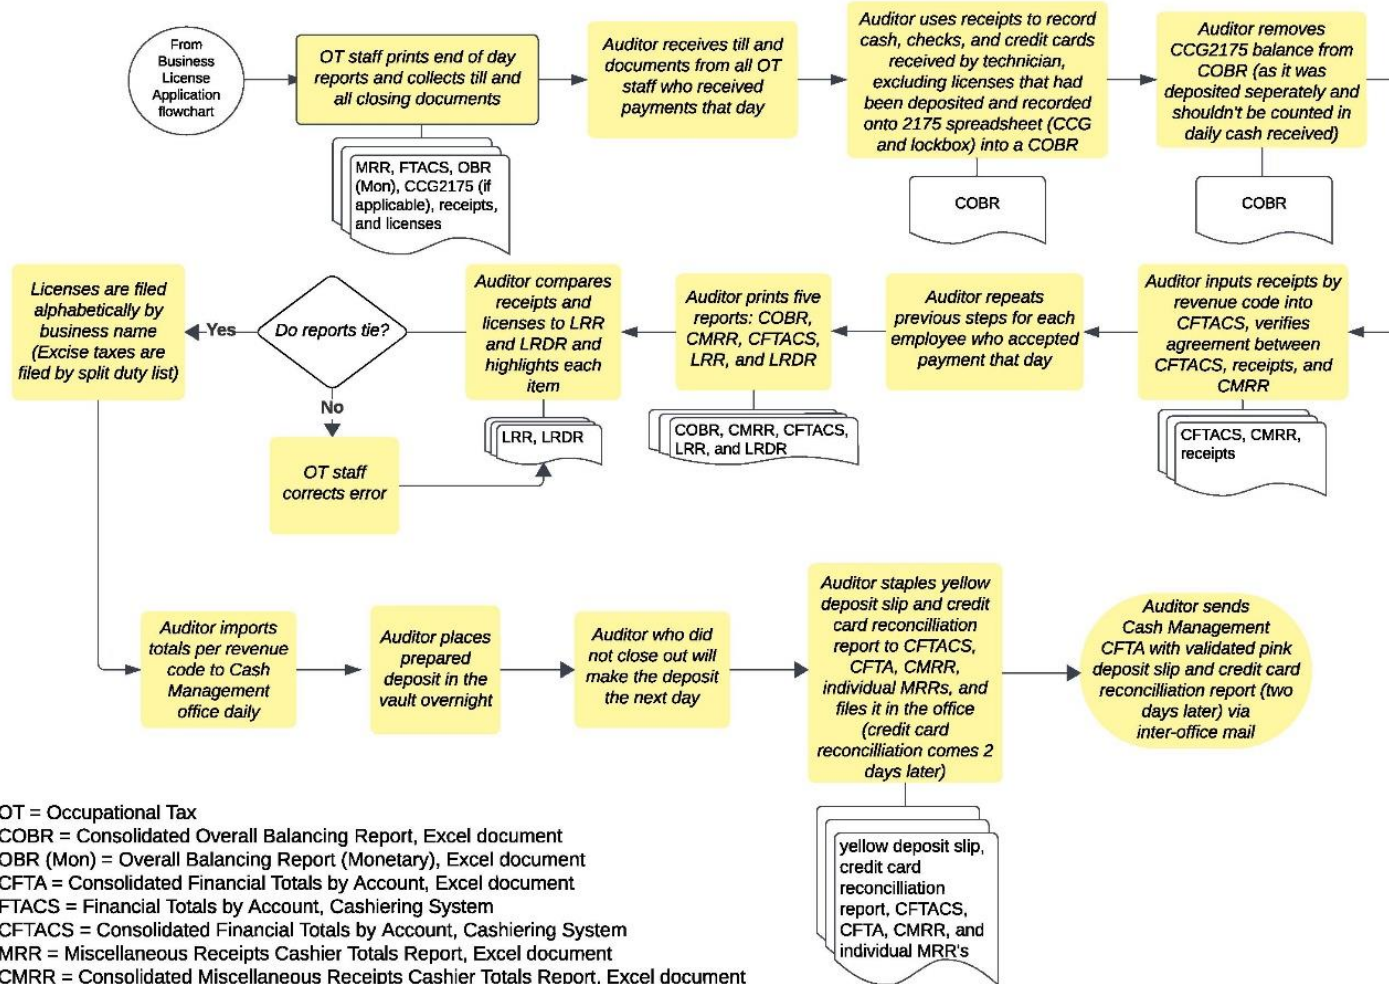 From
Business
License
Application
flowchart
OT staff prints end of day
reports and collects till and
all closing documents
MRR, FTACS, OBR
(Mon), CCG2175 (if
applicable), receipts,
and licenses
Auditor receives till and
documents from all OT
staff who received
payments that day
Auditor uses receipts to record
cash, checks, and credit cards
received by technician,
excluding licenses that had
been deposited and recorded
onto 2175 spreadsheet (CCG
and lockbox) into a COBR
COBR
Auditor removes
CCG2175 balance from
COBR (as it was
deposited seperately and
shouldn't be counted in
daily cash received)
COBR
Auditor inputs receipts by
revenue code into
CFTACS, verifies
agreement between
CFTACS, receipts, and
CMRR
CFTACS, CMRR,
receipts
Auditor repeats
previous steps for each
employee who accepted
payment that day
Auditor prints five
reports: COBR,
CMRR, CFTACS,
LRR, and LRDR
COBR, CMRR, CFTACS,
LRR, and LRDR
Auditor compares
receipts and
licenses to LRR
and LRDR and
highlights each
item
LRR, LRDR
Do reports tie?
Yes
No
OT staff
corrects error
Licenses are filed
alphabetically by
business name
(Excise taxes are
filed by split duty list)
Auditor imports
totals per revenue
code to Cash
Management
office daily
Auditor places
prepared
deposit in the
vault overnight
Auditor who did
not close out will
make the deposit
the next day
Auditor staples yellow
deposit slip and credit
card reconcilliation
report to CFTACS,
CFTA, CMRR,
individual MRRs, and
files it in the office
(credit card
reconcilliation comes 2
days later)
yellow deposit slip,
credit card
reconcilliation
report, CFTACS,
CFTA, CMRR, and
individual MRR's
Auditor sends
Cash Management
CFTA with validated pink
deposit slip and credit card
reconcilliation report (two
days later) via
inter-office mail
OT = Occupational Tax
COBR = Consolidated Overall Balancing Report, Excel document
OBR (Mon) = Overall Balancing Report (Monetary), Excel document
CFTA = Consolidated Financial Totals by Account, Excel document
FTACS = Financial Totals by Account, Cashiering System
CFTACS = Consolidated Financial Totals by Account, Cashiering System
MRR = Miscellaneous Receipts Cashier Totals Report, Excel document
CMRR = Consolidated Miscellaneous Receipts Cashier Totals Report, Excel document